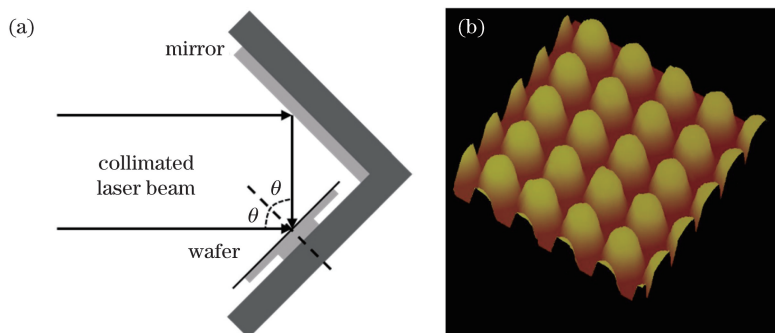 (a)
mirror
collimated
laser beam
θ
θ
wafer
(b)